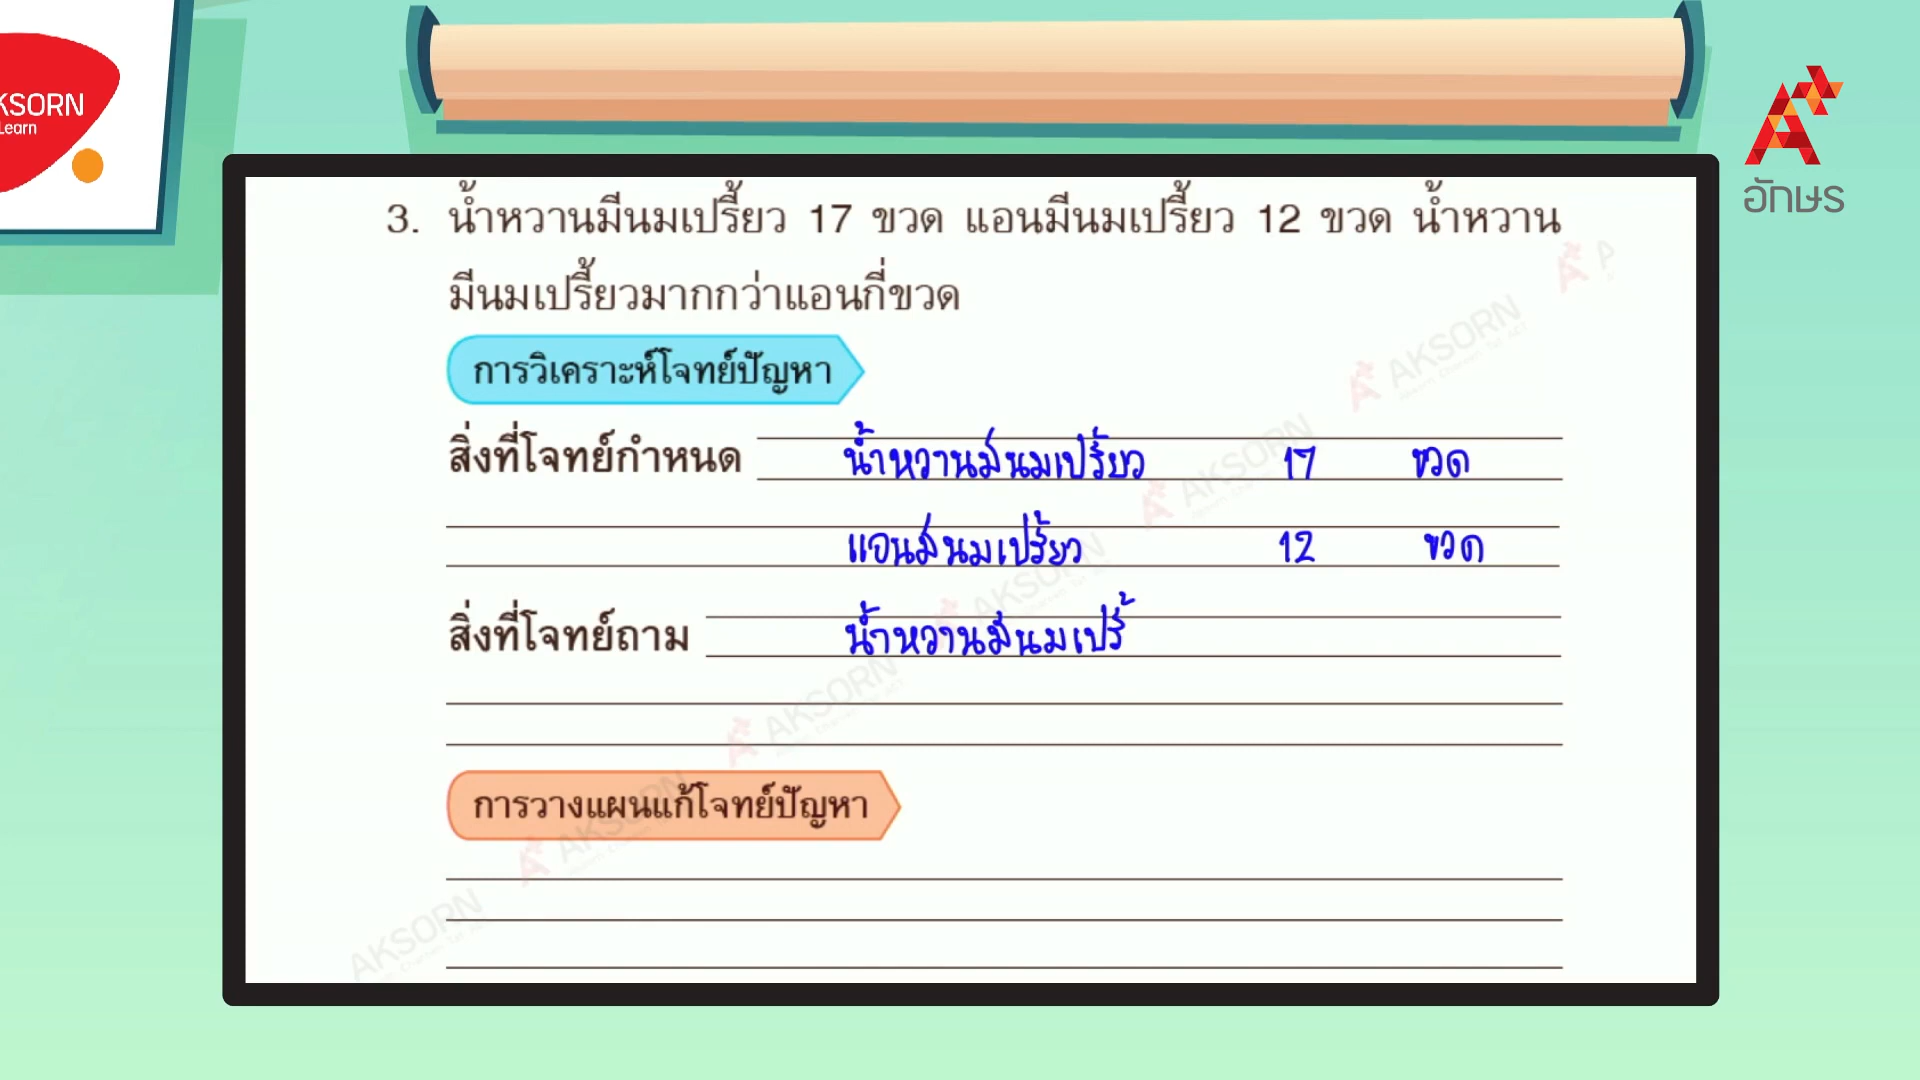 KSORN
Learn
อักษร
3. น้ำหวานมีนมเปรี้ยว 17 ขวด แอนมีนมเปรี้ยว 12 ขวด น้ำหวาน
มีนมเปรี้ยวมากกว่าแอนกี่ขวด
การวิเคราะห์โจทย์ปัญหา
สิ่งที่โจทย์กำหนด น้ำหวานมีนมเปรี้ยว 17 ขวด
แอนมีนมเปรี้ยว 12 ขวด
สิ่งที่โจทย์ถาม น้ำหวานมีนมเปรี้
การวางแผนแก้โจทย์ปัญหา
AKSORN
AKSORN
AKSORN
AKSORN
AKSORN
AKSORN